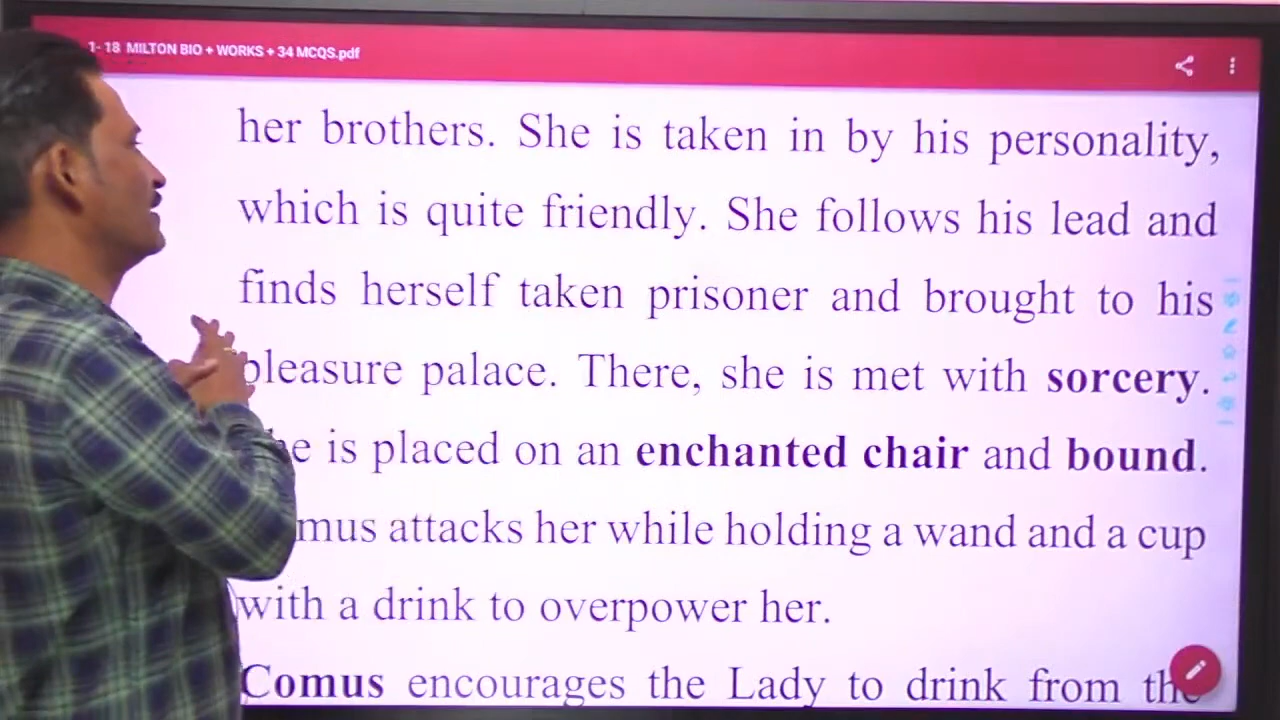 1- 18 MILTON BIO + WORKS + 34 MCQS.pdf
her brothers. She is taken in by his personality,
which is quite friendly. She follows his lead and
finds herself taken prisoner and brought to his
pleasure palace. There, she is met with sorcery.
is placed on an enchanted chair and bound.
attacks her while holding a wand and a cup
with a drink to overpower her.
Comus encourages the Lady to drink from the